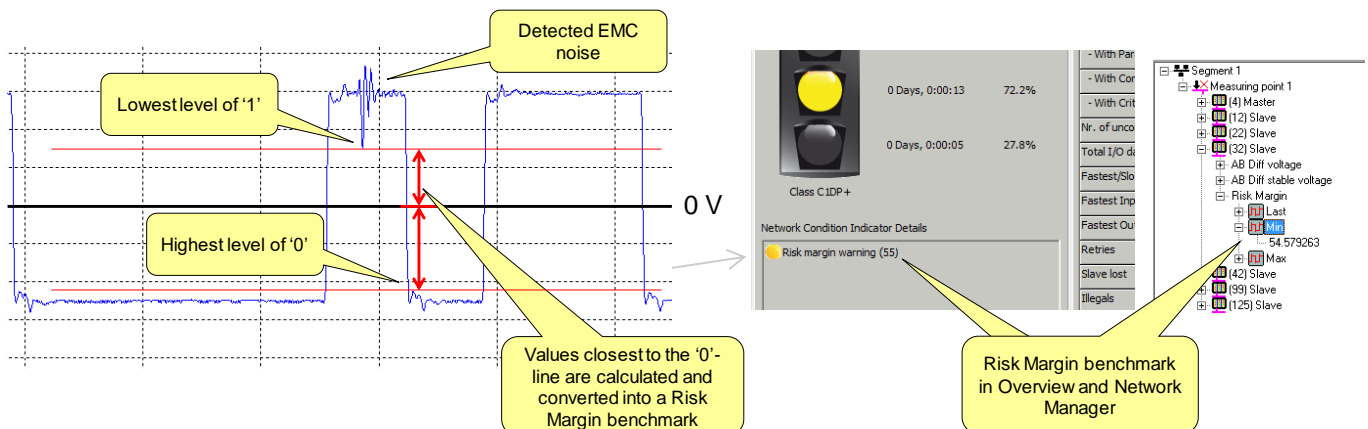 Detected EMC
noise
Lowest level of ‘1’
0 V
Highest level of ‘0’
Values closest to the ‘0’-
line are calculated and
converted into a Risk
Margin benchmark
0 Days, 0:00:13 72.2%
0 Days, 0:00:05 27.8%
Class C1DP+
Network Condition Indicator Details
Risk margin warning (55)
- With Par
- With Cor
- With Crit
Nr. of unco
Total I/O da
Fastest/Slo
Fastest Inp
Fastest Ou
Retries
Slave lost
Illegals
Risk Margin benchmark
in Overview and Network
Manager
Segment 1
Measuring point 1
(4) Master
(12) Slave
(22) Slave
(32) Slave
AB Diff voltage
AB Diff stable voltage
Risk Margin
Last
Min
54.579263
Max
(42) Slave
(99) Slave
(125) Slave